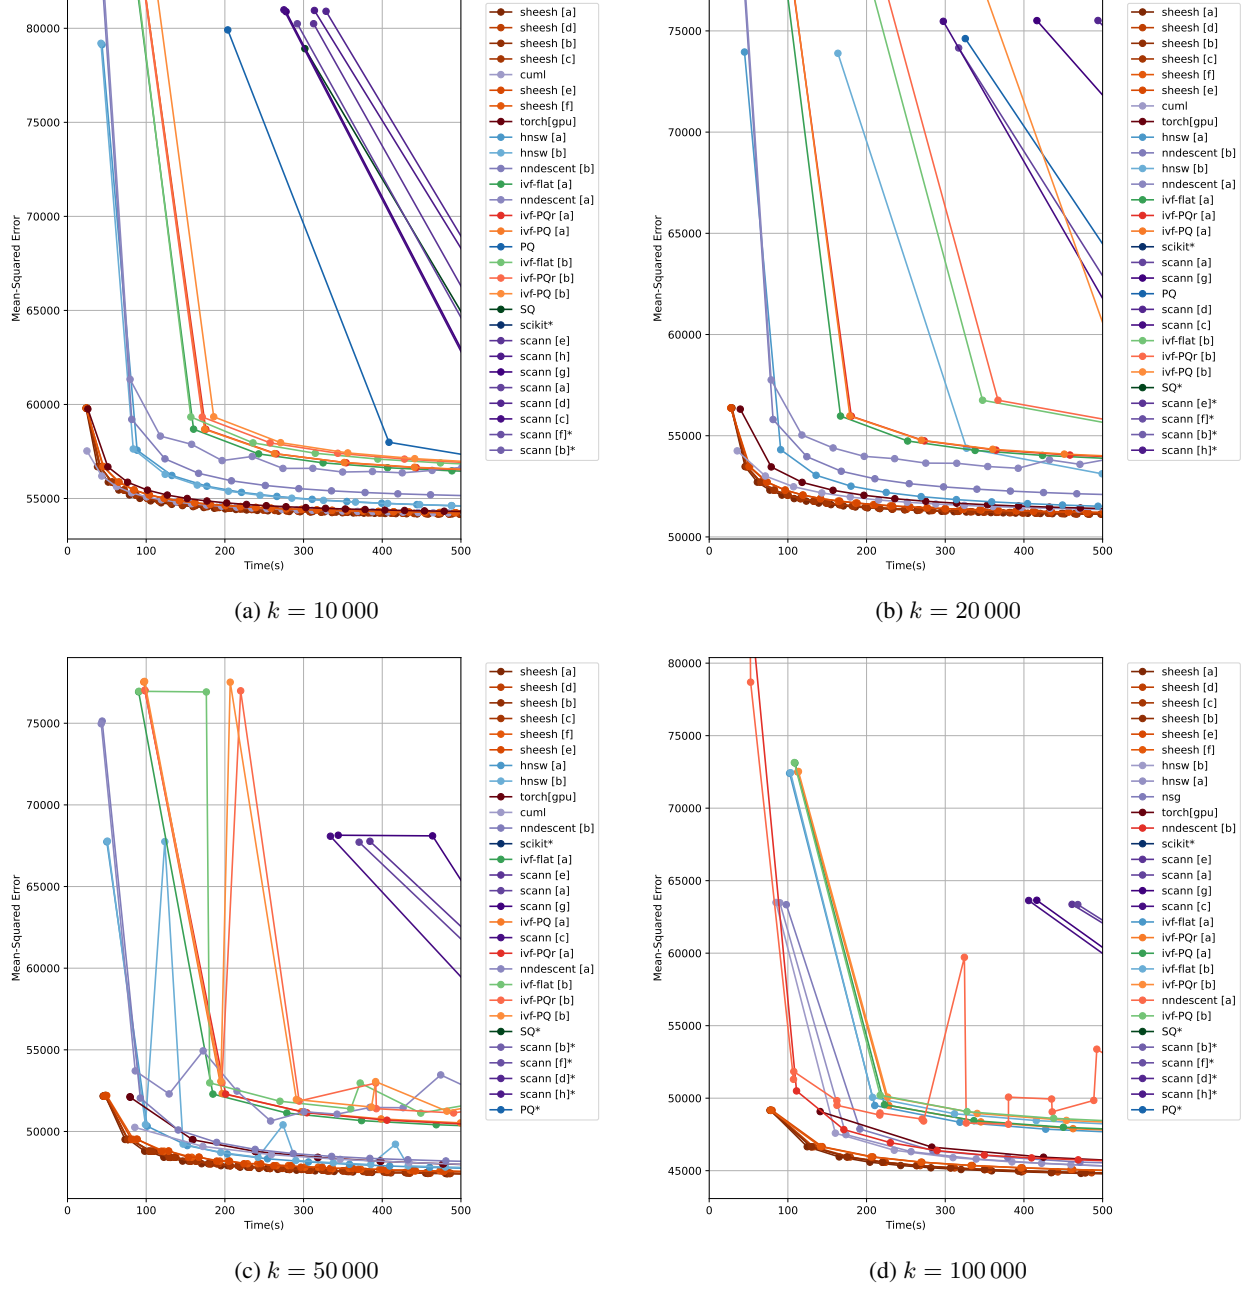 80000
75000
70000
65000
60000
55000
Mean-Squared Error
0 100 200 300 400 500
Time(s)
sheesh [a]
sheesh [d]
sheesh [b]
sheesh [c]
cuml
sheesh [e]
sheesh [f]
torch[gpu]
hnsw [a]
hnsw [b]
nndescent [b]
ivf-flat [a]
nndescent [a]
ivf-PQr [a]
ivf-PQ [a]
PQ
ivf-flat [b]
ivf-PQr [b]
ivf-PQ [b]
SQ
scikit*
scann [e]
scann [h]
scann [g]
scann [a]
scann [d]
scann [c]
scann [f]*
scann [b]*
(a) k = 10 000
75000
70000
65000
60000
55000
50000
Mean-Squared Error
0 100 200 300 400 500
Time(s)
sheesh [a]
sheesh [d]
sheesh [b]
sheesh [c]
sheesh [f]
sheesh [e]
cuml
torch[gpu]
hnsw [a]
nndescent [b]
hnsw [b]
nndescent [a]
ivf-flat [a]
ivf-PQr [a]
ivf-PQ [a]
scikit*
scann [a]
scann [g]
PQ
scann [d]
scann [c]
ivf-flat [b]
ivf-PQr [b]
ivf-PQ [b]
SQ*
scann [e]*
scann [f]*
scann [b]*
scann [h]*
(b) k = 20 000
75000
70000
65000
60000
55000
50000
Mean-Squared Error
0 100 200 300 400 500
Time(s)
sheesh [a]
sheesh [d]
sheesh [b]
sheesh [c]
sheesh [f]
sheesh [e]
hnsw [a]
hnsw [b]
torch[gpu]
cuml
nndescent [b]
scikit*
ivf-flat [a]
scann [e]
scann [a]
scann [g]
ivf-PQ [a]
scann [c]
ivf-PQr [a]
nndescent [a]
ivf-flat [b]
ivf-PQr [b]
ivf-PQ [b]
SQ*
scann [b]*
scann [f]*
scann [d]*
scann [h]*
PQ*
(c) k = 50 000
80000
75000
70000
65000
60000
55000
50000
45000
Mean-Squared Error
0 100 200 300 400 500
Time(s)
sheesh [a]
sheesh [d]
sheesh [c]
sheesh [b]
sheesh [e]
sheesh [f]
hnsw [b]
hnsw [a]
nsg
torch[gpu]
nndescent [b]
scikit*
scann [e]
scann [a]
scann [g]
scann [c]
ivf-flat [a]
ivf-PQr [a]
ivf-PQ [a]
ivf-flat [b]
ivf-PQr [b]
nndescent [a]
ivf-PQ [b]
SQ*
scann [b]*
scann [f]*
scann [d]*
scann [h]*
PQ*
(d) k = 100 000